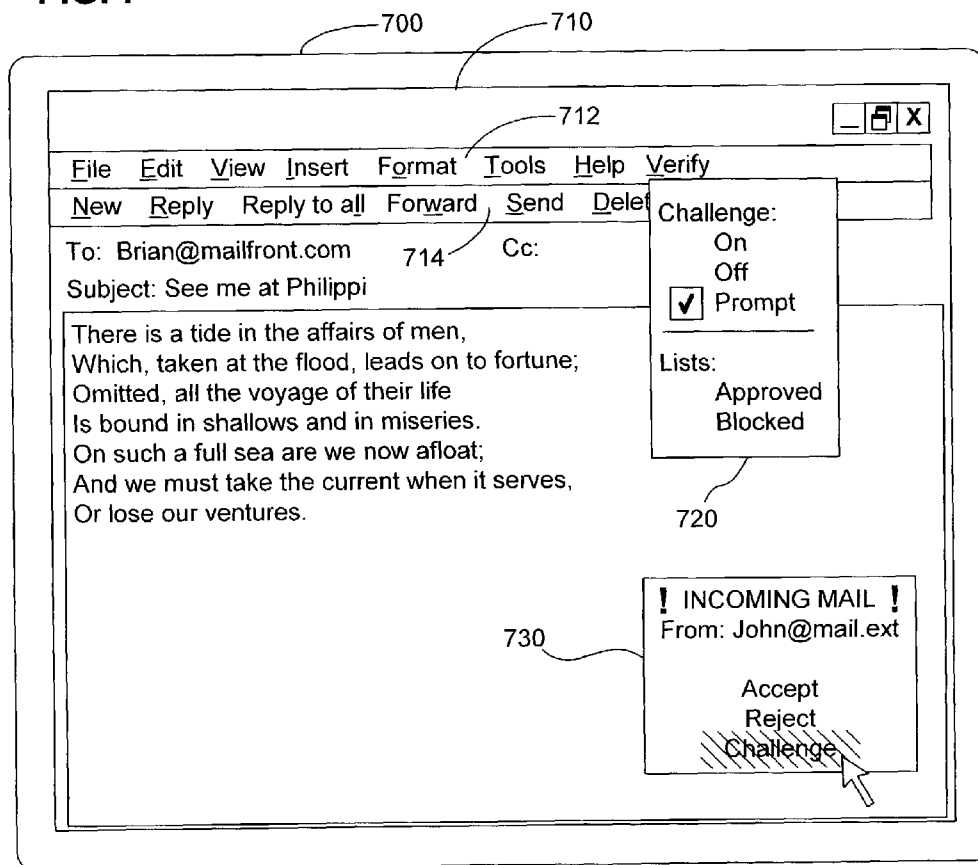 700
710
712
_ X
File Edit View Insert Format Tools Help Verify
New Reply Reply to all Forward Send Delet
To: Brian@mailfront.com 714 Cc:
Subject: See me at Philippi
Challenge:
On
Off
✔ Prompt
Lists:
Approved
Blocked
720
There is a tide in the affairs of men,
Which, taken at the flood, leads on to fortune;
Omitted, all the voyage of their life
Is bound in shallows and in miseries.
On such a full sea are we now afloat;
And we must take the current when it serves,
Or lose our ventures.
730
! INCOMING MAIL !
From: John@mail.ext
Accept
Reject
Challenge